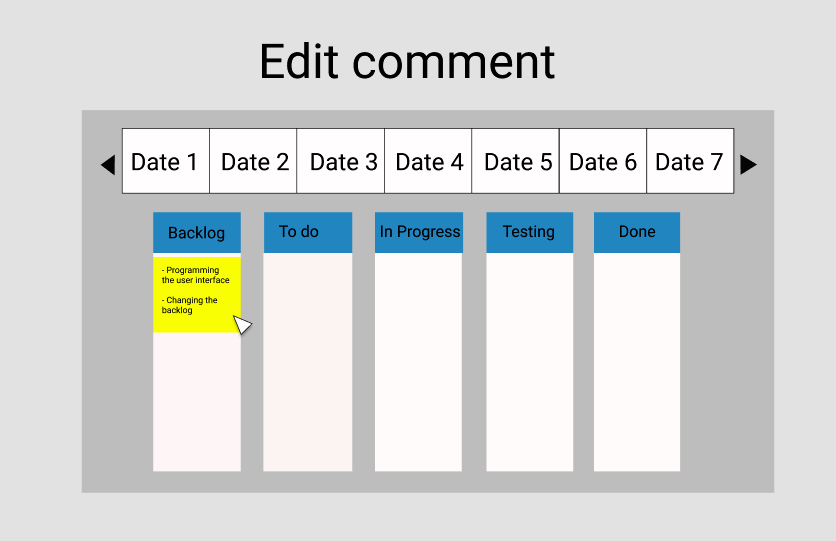 Edit comment
Date 1 Date 2 Date 3 Date 4 Date 5 Date 6 Date 7
Backlog To do In Progress Testing Done
- Programming
the user interface
- Changing the
backlog